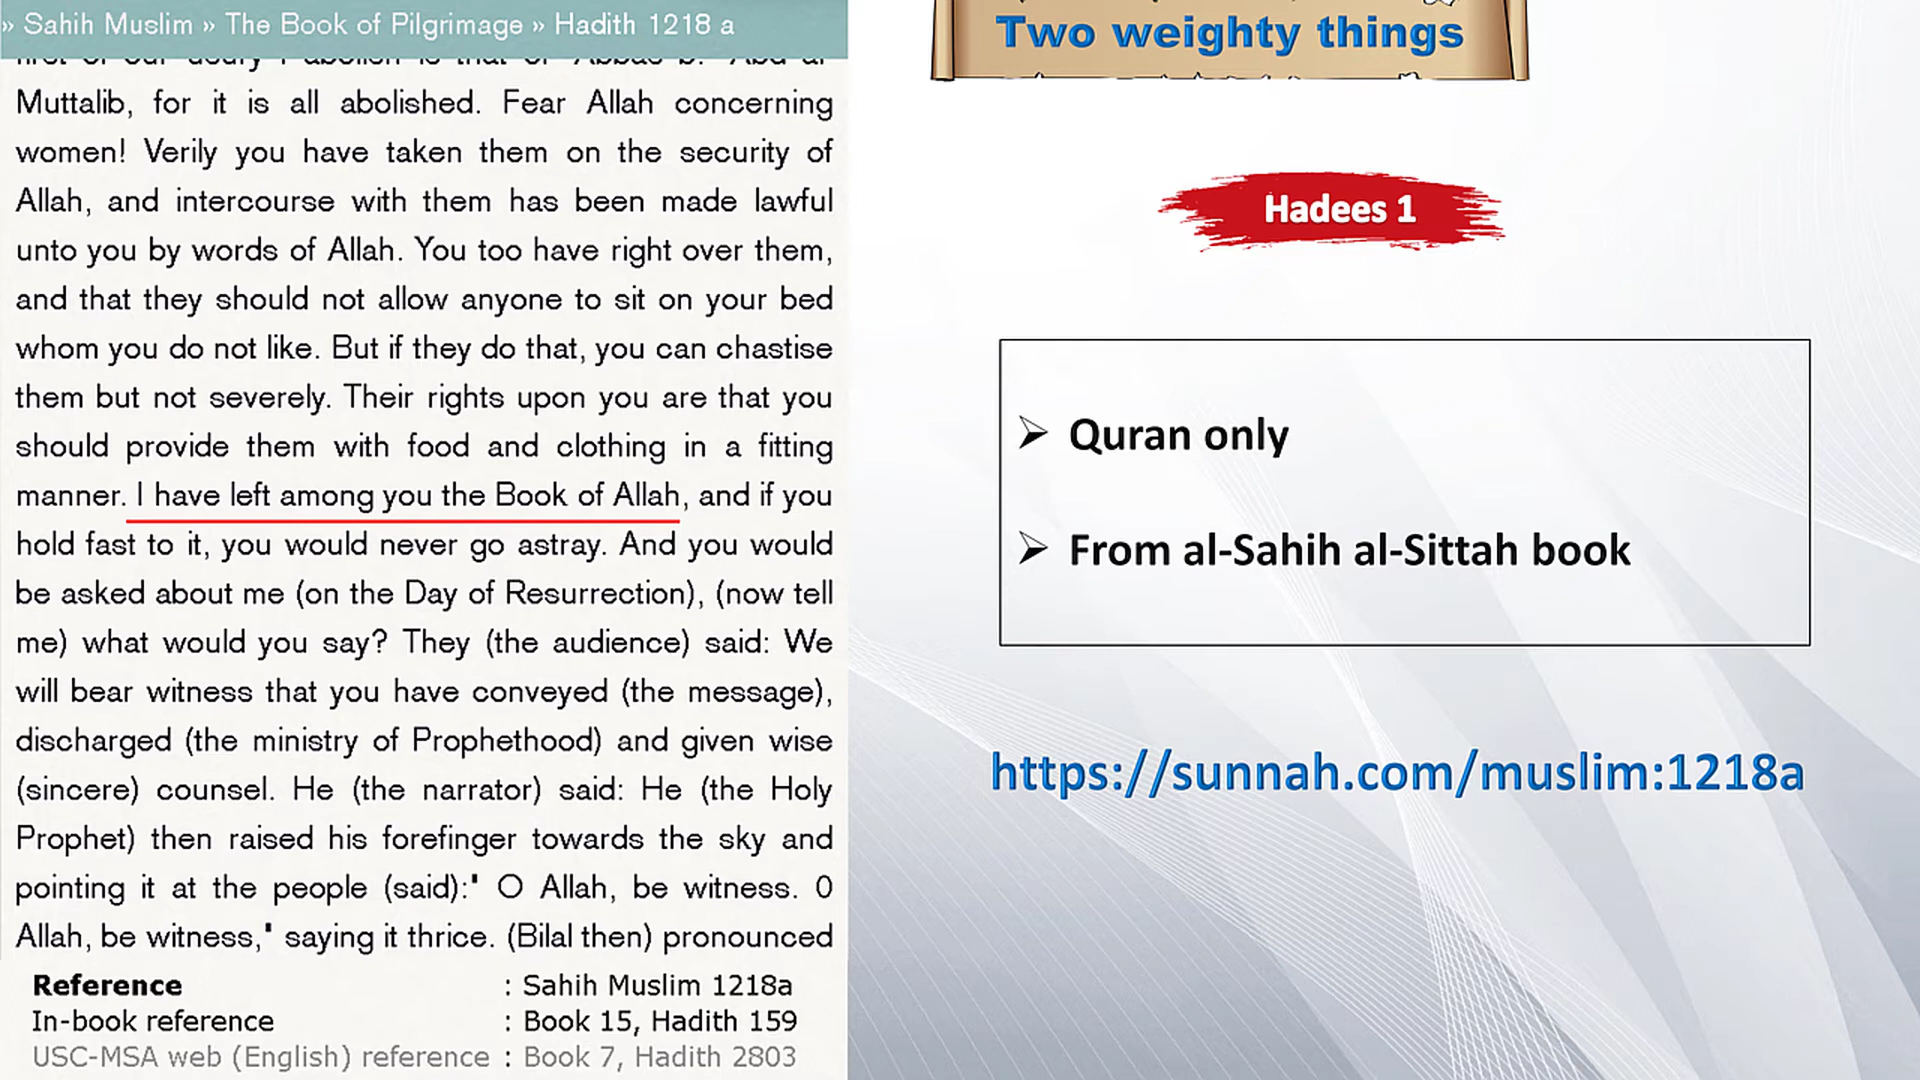 » Sahih Muslim » The Book of Pilgrimage » Hadith 1218 a
first of our usury I abolish is that of 'Abbas b. 'Abd al-
Muttalib, for it is all abolished. Fear Allah concerning
women! Verily you have taken them on the security of
Allah, and intercourse with them has been made lawful
unto you by words of Allah. You too have right over them,
and that they should not allow anyone to sit on your bed
whom you do not like. But if they do that, you can chastise
them but not severely. Their rights upon you are that you
should provide them with food and clothing in a fitting
manner. I have left among you the Book of Allah, and if you
hold fast to it, you would never go astray. And you would
be asked about me (on the Day of Resurrection), (now tell
me) what would you say? They (the audience) said: We
will bear witness that you have conveyed (the message),
discharged (the ministry of Prophethood) and given wise
(sincere) counsel. He (the narrator) said: He (the Holy
Prophet) then raised his forefinger towards the sky and
pointing it at the people (said):" O Allah, be witness. 0
Allah, be witness," saying it thrice. (Bilal then) pronounced
Reference : Sahih Muslim 1218a
In-book reference : Book 15, Hadith 159
USC-MSA web (English) reference : Book 7, Hadith 2803
Two weighty things
Hadees 1
➢ Quran only
➢ From al-Sahih al-Sittah book
https://sunnah.com/muslim:1218a